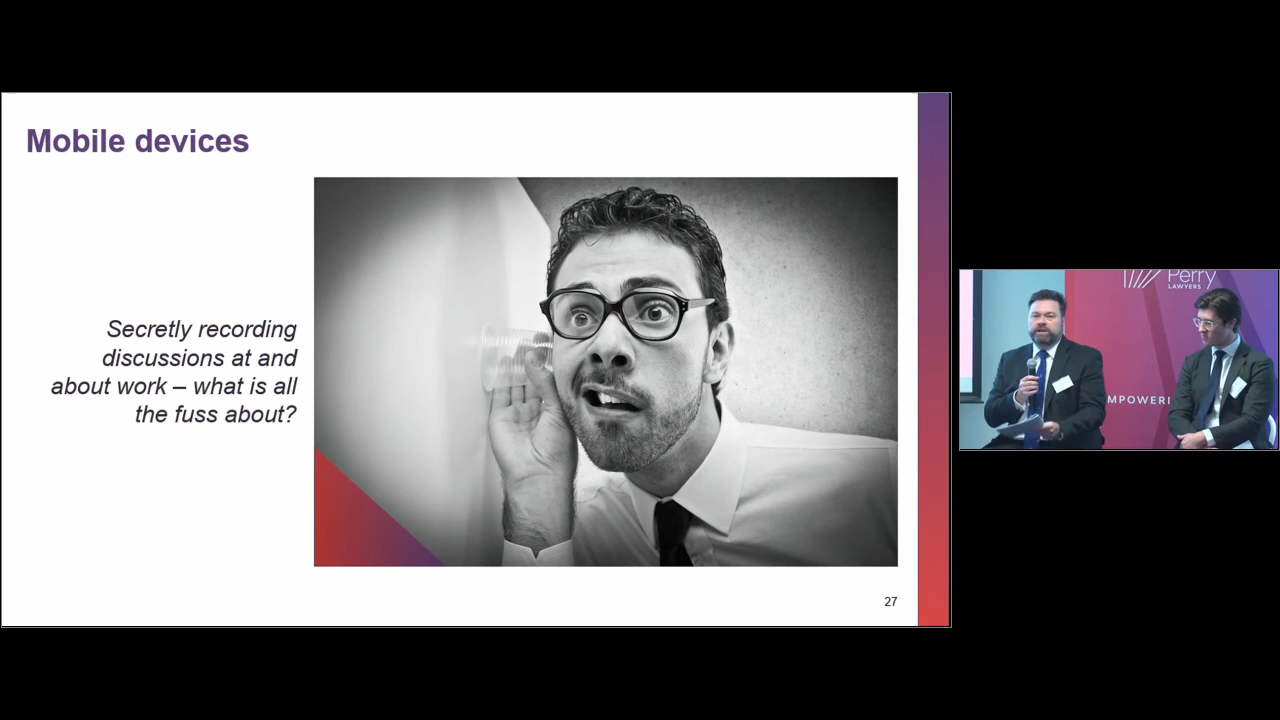 Mobile devices
Secretly recording
discussions at and
about work – what is all
the fuss about?
27
Perry
LAWYERS
MPOWERI